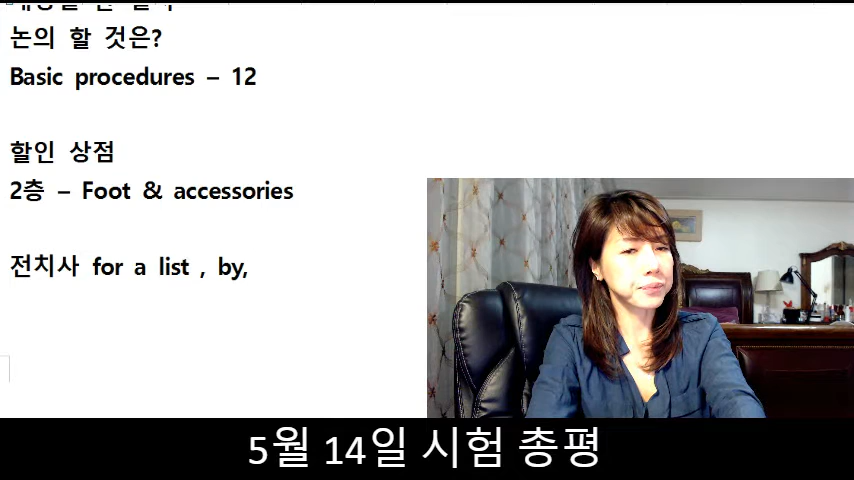 논의 할 것은?
Basic procedures – 12
할인 상점
2층 – Foot & accessories
전치사 for a list , by,
5월 14일 시험 총평